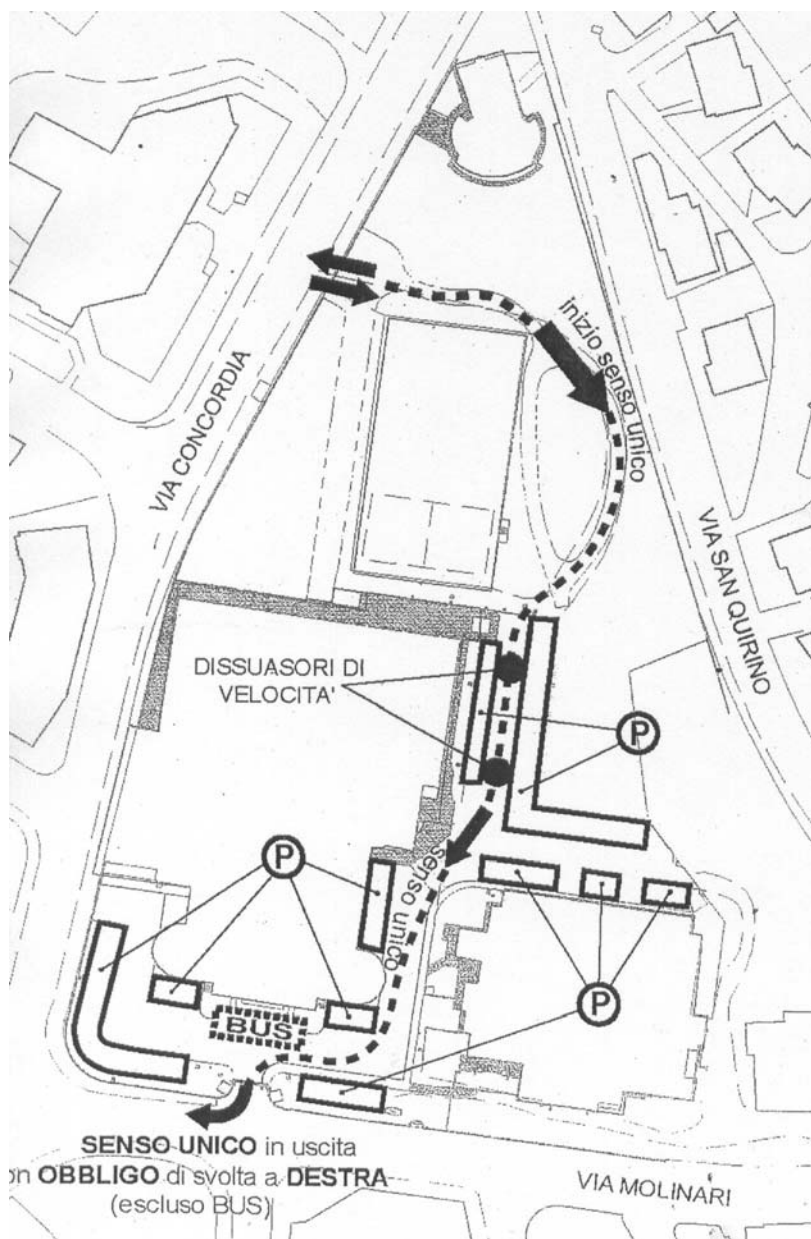 inizio senso unico
VIA CONCORDIA
VIA SAN QUIRINO
DISSUASORI DI
VELOCITA'
P
P
senso unico
P
BUS
SENSO UNICO in uscita
on OBBLIGO di svolta a DESTRA
(escluso BUS)
VIA MOLINARI